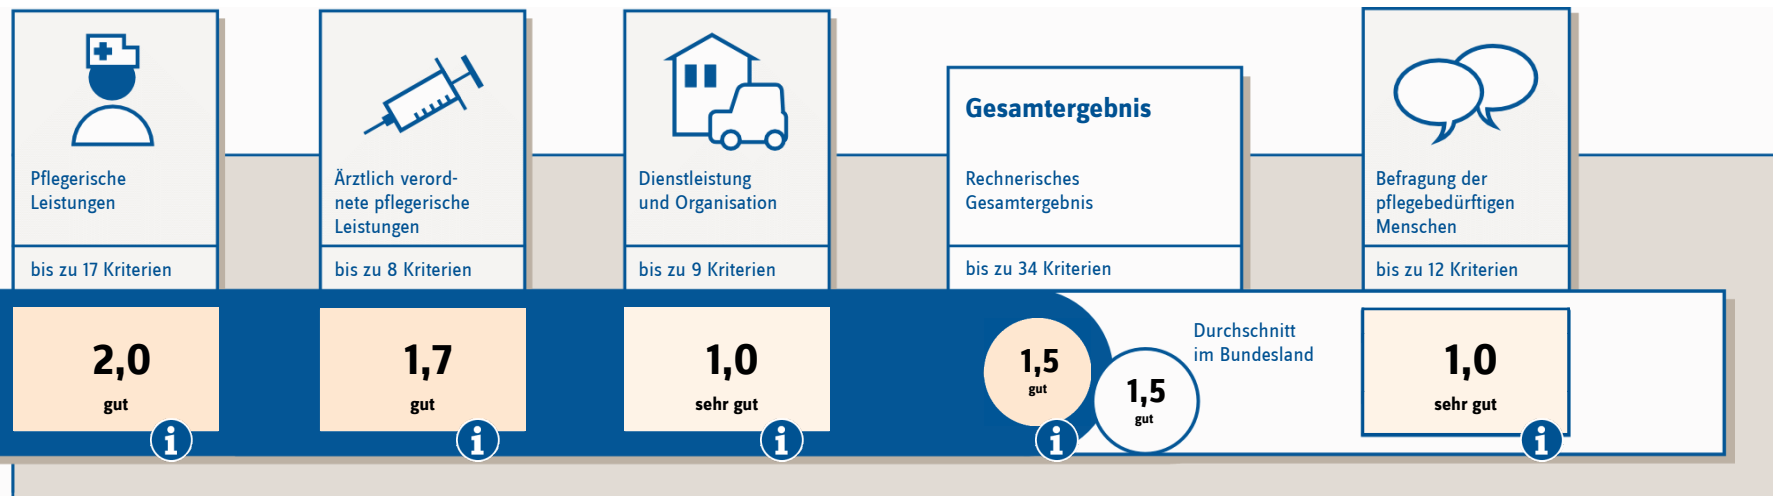 Pflegerische
Leistungen
bis zu 17 Kriterien
2,0
gut
i
Ärztlich verord-
nete pflegerische
Leistungen
bis zu 8 Kriterien
1,7
gut
i
Dienstleistung
und Organisation
bis zu 9 Kriterien
1,0
sehr gut
i
Gesamtergebnis
Rechnerisches
Gesamtergebnis
bis zu 34 Kriterien
1,5
gut
i
Durchschnitt
im Bundesland
1,5
gut
Befragung der
pflegebedürftigen
Menschen
bis zu 12 Kriterien
1,0
sehr gut
i